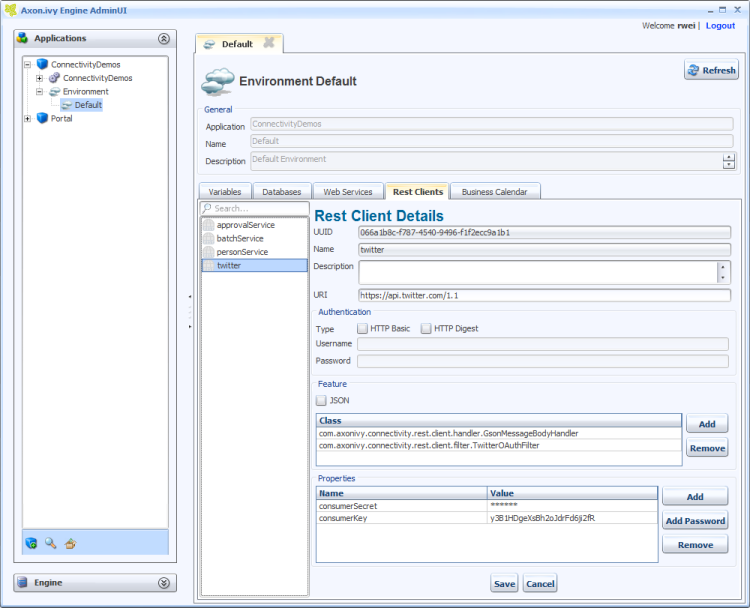 Axon.ivy Engine AdminUI
Welcome rwei | Logout
Applications
ConnectivityDemos
ConnectivityDemos
Environment
Default
Portal
Engine
Default
Environment Default
Refresh
General
Application ConnectivityDemos
Name Default
Description Default Environment
Variables Databases Web Services Rest Clients Business Calendar
Search...
approvalService
batchService
personService
twitter
Rest Client Details
UUID 066a1b8c-f787-4540-9496-f1f2ecc9a1b1
Name twitter
Description
URI https://api.twitter.com/1.1
Authentication
Type HTTP Basic HTTP Digest
Username
Password
Feature
JSON
Class
com.axonivy.connectivity.rest.client.handler.GsonMessageBodyHandler
com.axonivy.connectivity.rest.client.filter.TwitterOAuthFilter
Add
Remove
Properties
Name Value
consumerSecret ******
consumerKey y3B1HDgeXsBh2oJdrFd6ji2fR
Add
Add Password
Remove
Save Cancel